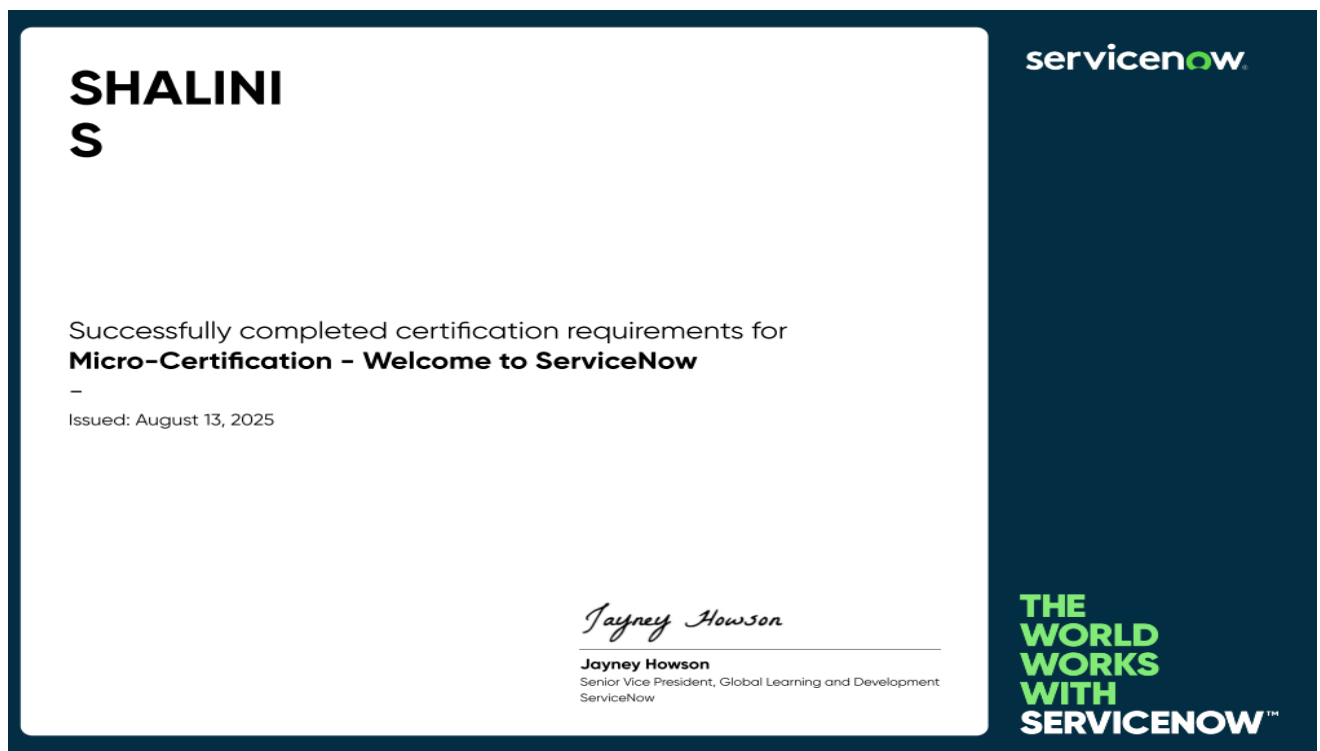 SHALINI
S
Successfully completed certification requirements for
Micro-Certification - Welcome to ServiceNow
–
Issued: August 13, 2025
Jayney Howson
Jayney Howson
Senior Vice President, Global Learning and Development
ServiceNow
servicenow®
THE
WORLD
WORKS
WITH
SERVICENOW™